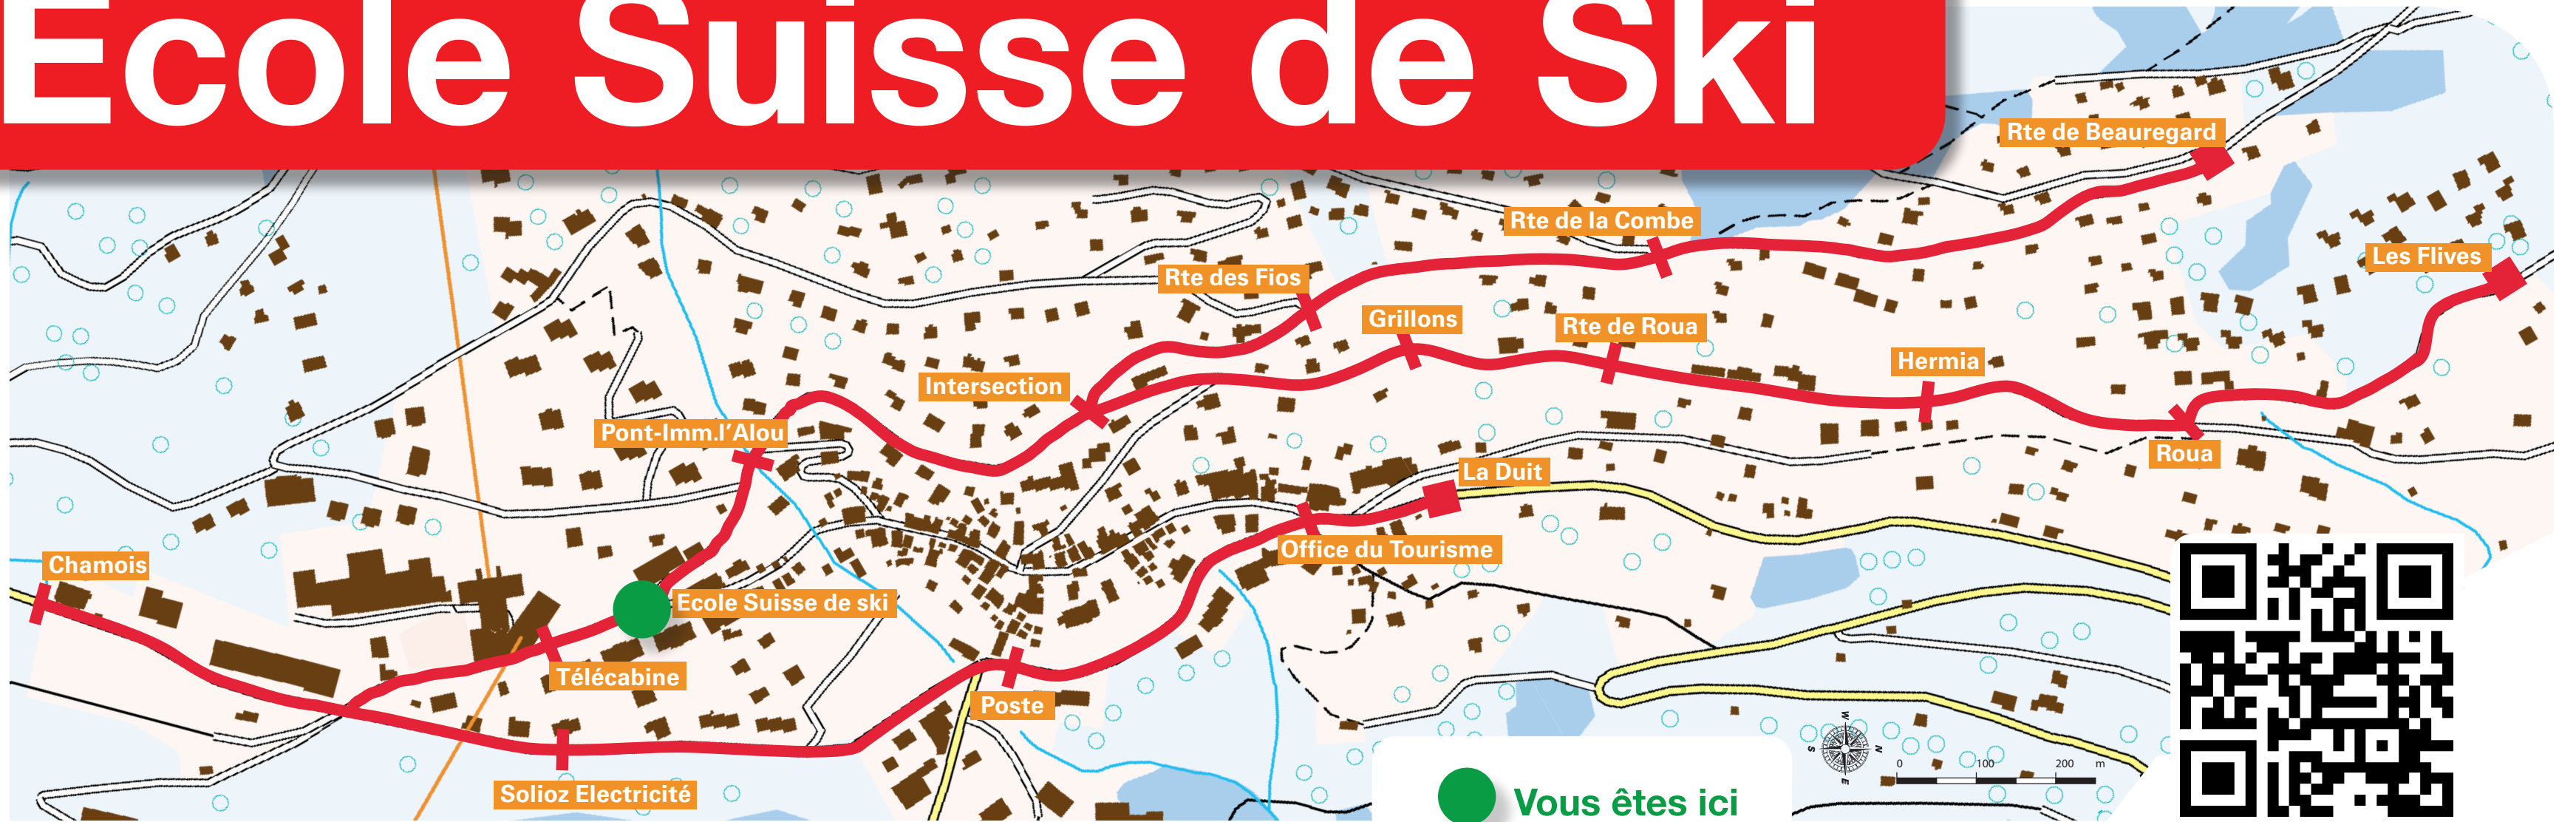 Ecole Suisse de Ski
Rte de Beauregard
Rte de la Combe
Les Flives
Rte des Fios
Grillons
Rte de Roua
Hermia
Intersection
Pont-Imm.l'Alou
Roua
La Duit
Office du Tourisme
Chamois
Ecole Suisse de ski
Télécabine
Poste
Solioz Electricité
W
S
N
E
0 100 200 m
Vous êtes ici